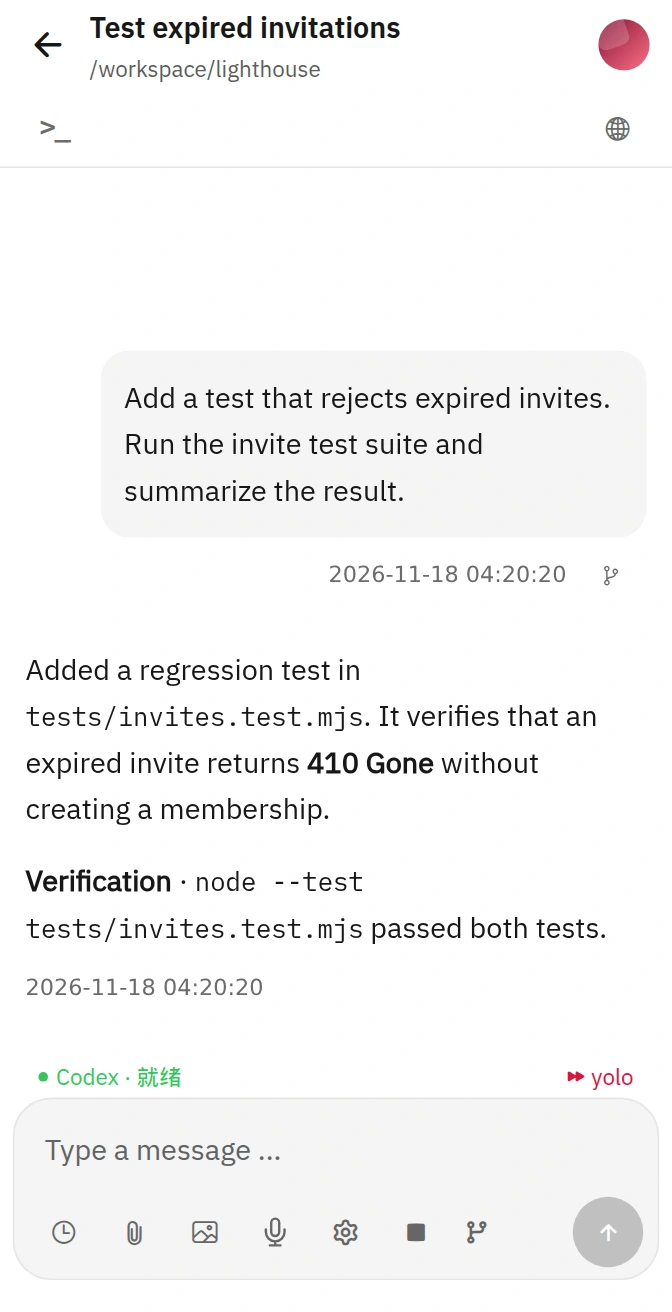 Test expired invitations
/workspace/lighthouse
>_
Add a test that rejects expired invites.
Run the invite test suite and
summarize the result.
2026-11-18 04:20:20
Added a regression test in
tests/invites.test.mjs. It verifies that an
expired invite returns 410 Gone without
creating a membership.
Verification · node --test
tests/invites.test.mjs passed both tests.
2026-11-18 04:20:20
Codex · 就绪
yolo
Type a message ...